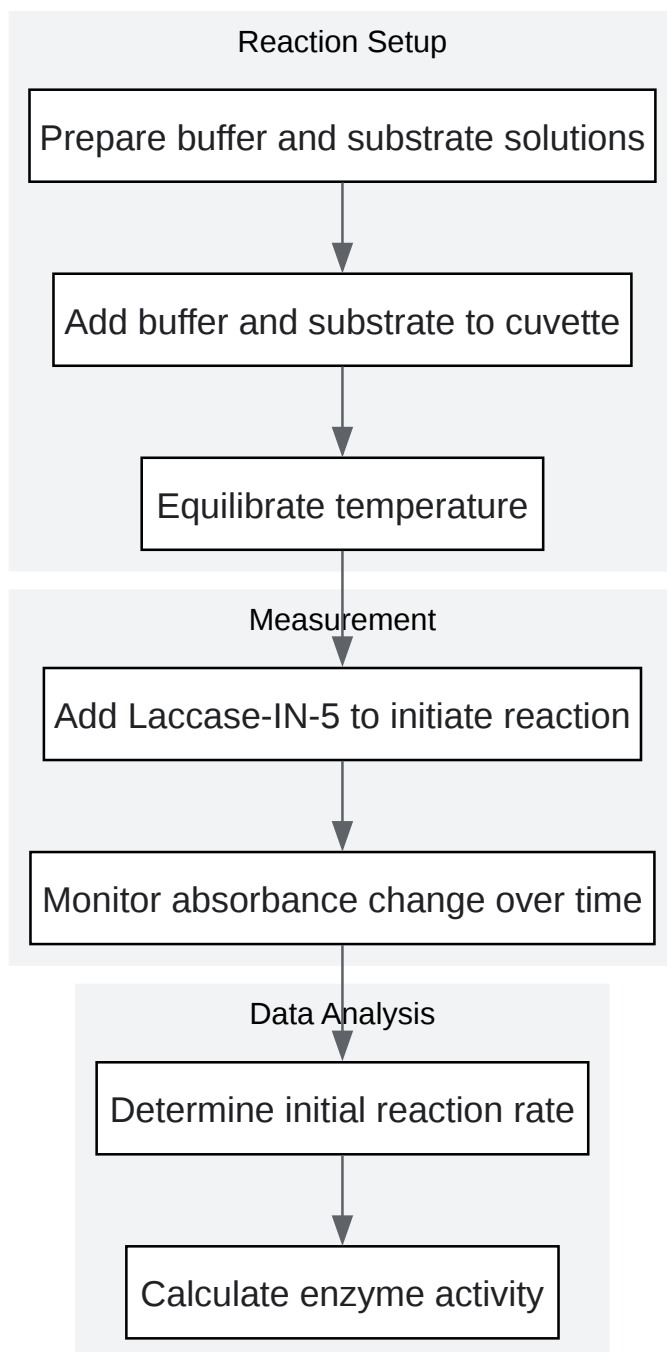 Reaction Setup
Prepare buffer and substrate solutions
Add buffer and substrate to cuvette
Equilibrate temperature
Measurement
Add Laccase-IN-5 to initiate reaction
Monitor absorbance change over time
Data Analysis
Determine initial reaction rate
Calculate enzyme activity